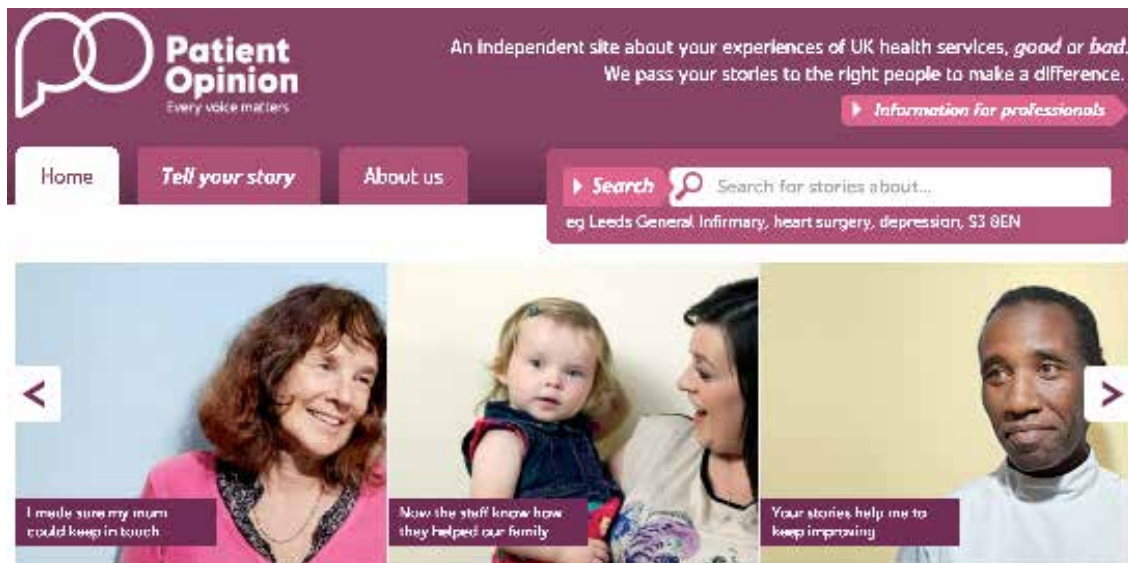 Patient
Opinion
Every voice matters
An independent site about your experiences of UK health services, good or bad.
We pass your stories to the right people to make a difference.
Information for professionals
Home
Tell your story
About us
Search
Search for stories about...
eg Leeds General Infirmary, heart surgery, depression, S3 8EN
<
>
I made sure my mum
could keep in touch
Now the staff know how
they helped our family
Your stories help me to
keep improving